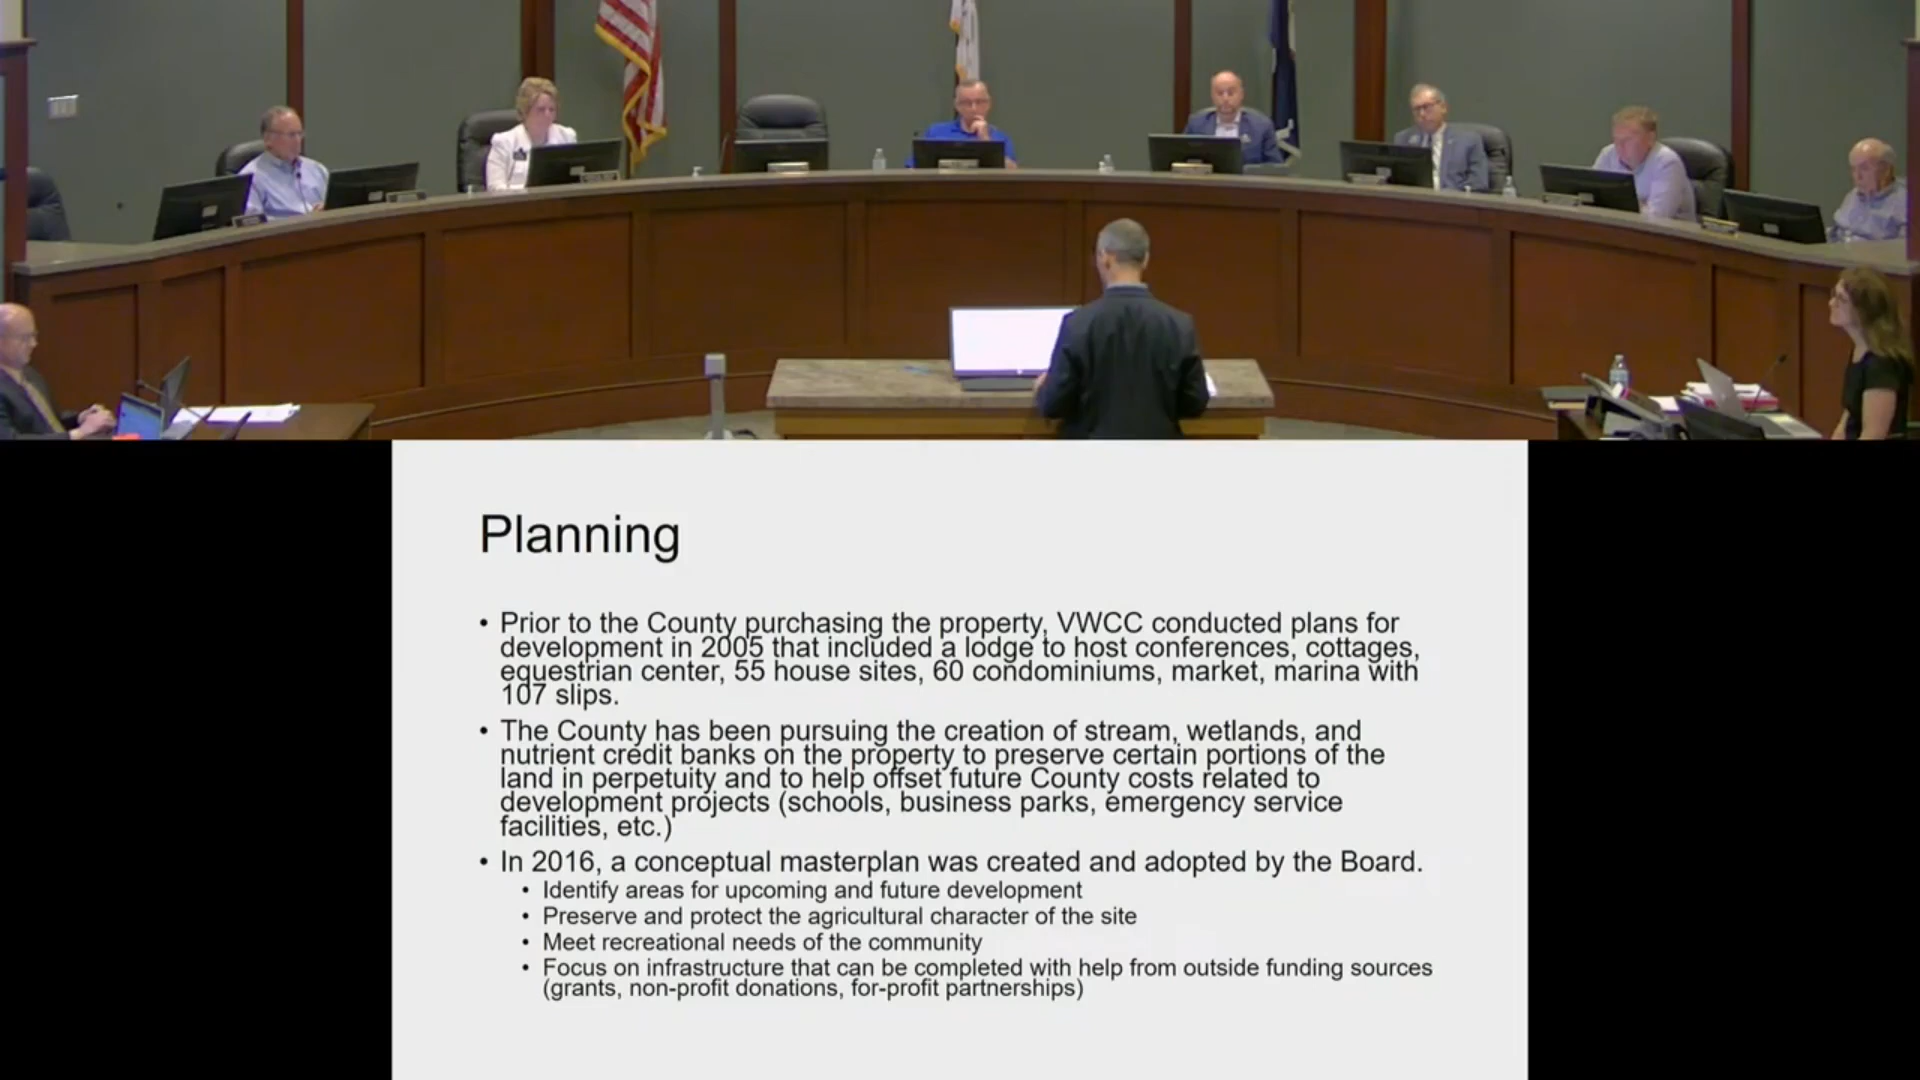 Planning
• Prior to the County purchasing the property, VWCC conducted plans for
development in 2005 that included a lodge to host conferences, cottages,
equestrian center, 55 house sites, 60 condominiums, market, marina with
107 slips.
• The County has been pursuing the creation of stream, wetlands, and
nutrient credit banks on the property to preserve certain portions of the
land in perpetuity and to help offset future County costs related to
development projects (schools, business parks, emergency service
facilities, etc.)
• In 2016, a conceptual masterplan was created and adopted by the Board.
• Identify areas for upcoming and future development
• Preserve and protect the agricultural character of the site
• Meet recreational needs of the community
• Focus on infrastructure that can be completed with help from outside funding sources
(grants, non-profit donations, for-profit partnerships)